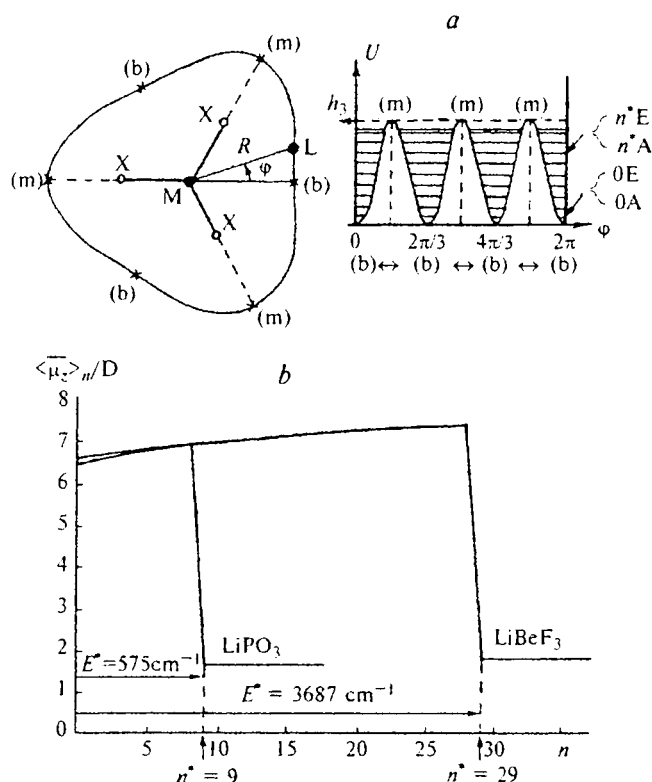 a
(m)
(b)
X
R
L
(m)
X
φ
(b)
M
X
(b)
(m)
U
h₃
(m) (m) (m)
n*E
n*A
0E
0A
0 2π/3 4π/3 2π φ
(b)↔ (b) ↔ (b) ↔ (b)
b
<μ̅z>n/D
8
7
6
5
4
3
2
1
0
LiPO₃
LiBeF₃
E* =575cm⁻¹
E* = 3687 cm⁻¹
5 10 15 20 25 30 n
n* = 9
n* = 29